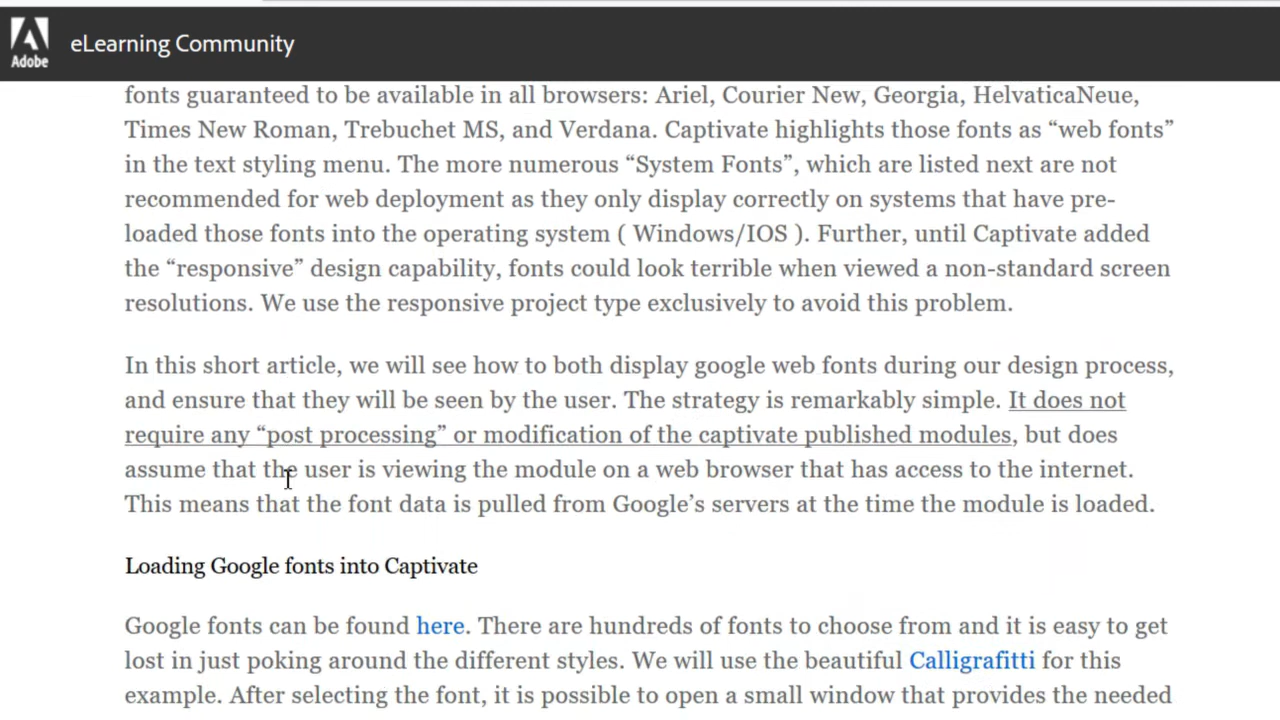 Adobe
eLearning Community
fonts guaranteed to be available in all browsers: Ariel, Courier New, Georgia, HelvaticaNeue,
Times New Roman, Trebuchet MS, and Verdana. Captivate highlights those fonts as “web fonts”
in the text styling menu. The more numerous “System Fonts”, which are listed next are not
recommended for web deployment as they only display correctly on systems that have pre-
loaded those fonts into the operating system ( Windows/IOS ). Further, until Captivate added
the “responsive” design capability, fonts could look terrible when viewed a non-standard screen
resolutions. We use the responsive project type exclusively to avoid this problem.
In this short article, we will see how to both display google web fonts during our design process,
and ensure that they will be seen by the user. The strategy is remarkably simple. It does not
require any “post processing” or modification of the captivate published modules, but does
assume that the user is viewing the module on a web browser that has access to the internet.
This means that the font data is pulled from Google’s servers at the time the module is loaded.
Loading Google fonts into Captivate
Google fonts can be found here. There are hundreds of fonts to choose from and it is easy to get
lost in just poking around the different styles. We will use the beautiful Calligrafitti for this
example. After selecting the font, it is possible to open a small window that provides the needed